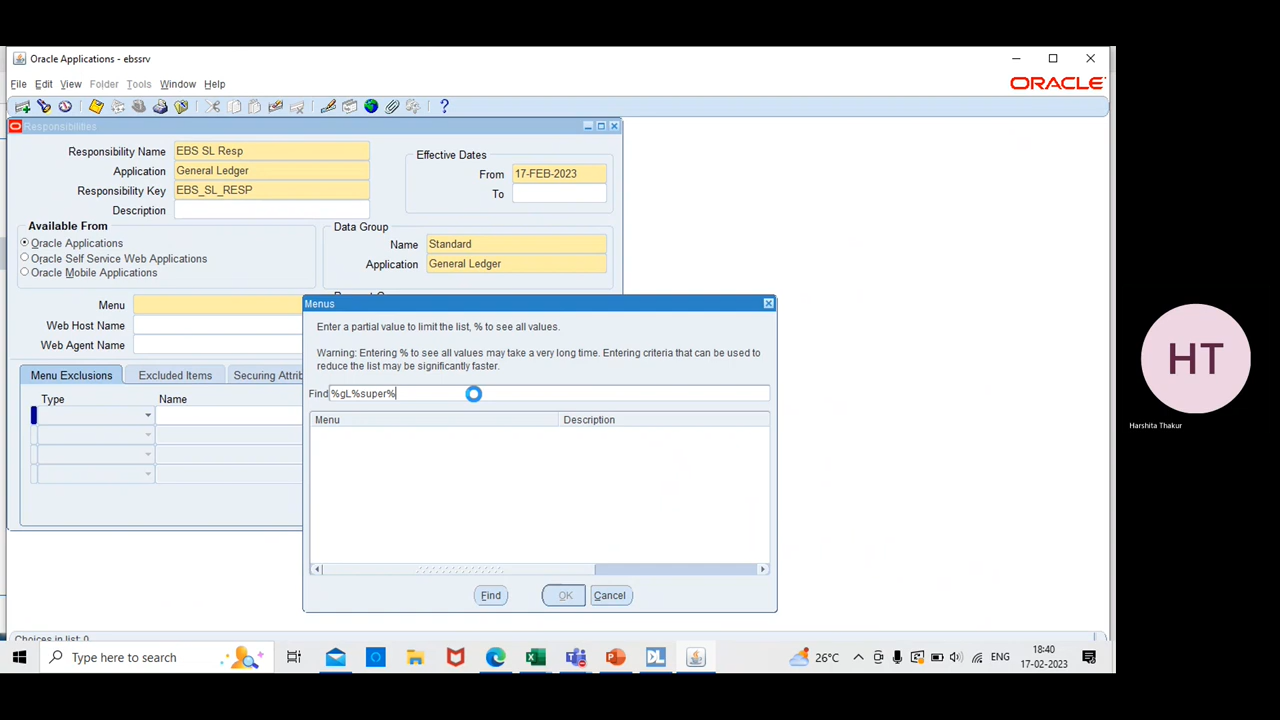 Oracle Applications - ebssrv
File Edit View Folder Tools Window Help
ORACLE
Responsibilities
Responsibility Name EBS SL Resp
Application General Ledger
Responsibility Key EBS_SL_RESP
Description
Effective Dates
From 17-FEB-2023
To
Available From
Oracle Applications
Oracle Self Service Web Applications
Oracle Mobile Applications
Data Group
Name Standard
Application General Ledger
Menu
Web Host Name
Web Agent Name
Menu Exclusions Excluded Items Securing Attrib
Type Name
Menus
Enter a partial value to limit the list, % to see all values.
Warning: Entering % to see all values may take a very long time. Entering criteria that can be used to
reduce the list may be significantly faster.
Find %gL%super%
Menu Description
Find OK Cancel
Choices in list: 0
HT
Harshita Thakur
Type here to search
26°C
ENG
18:40
17-02-2023